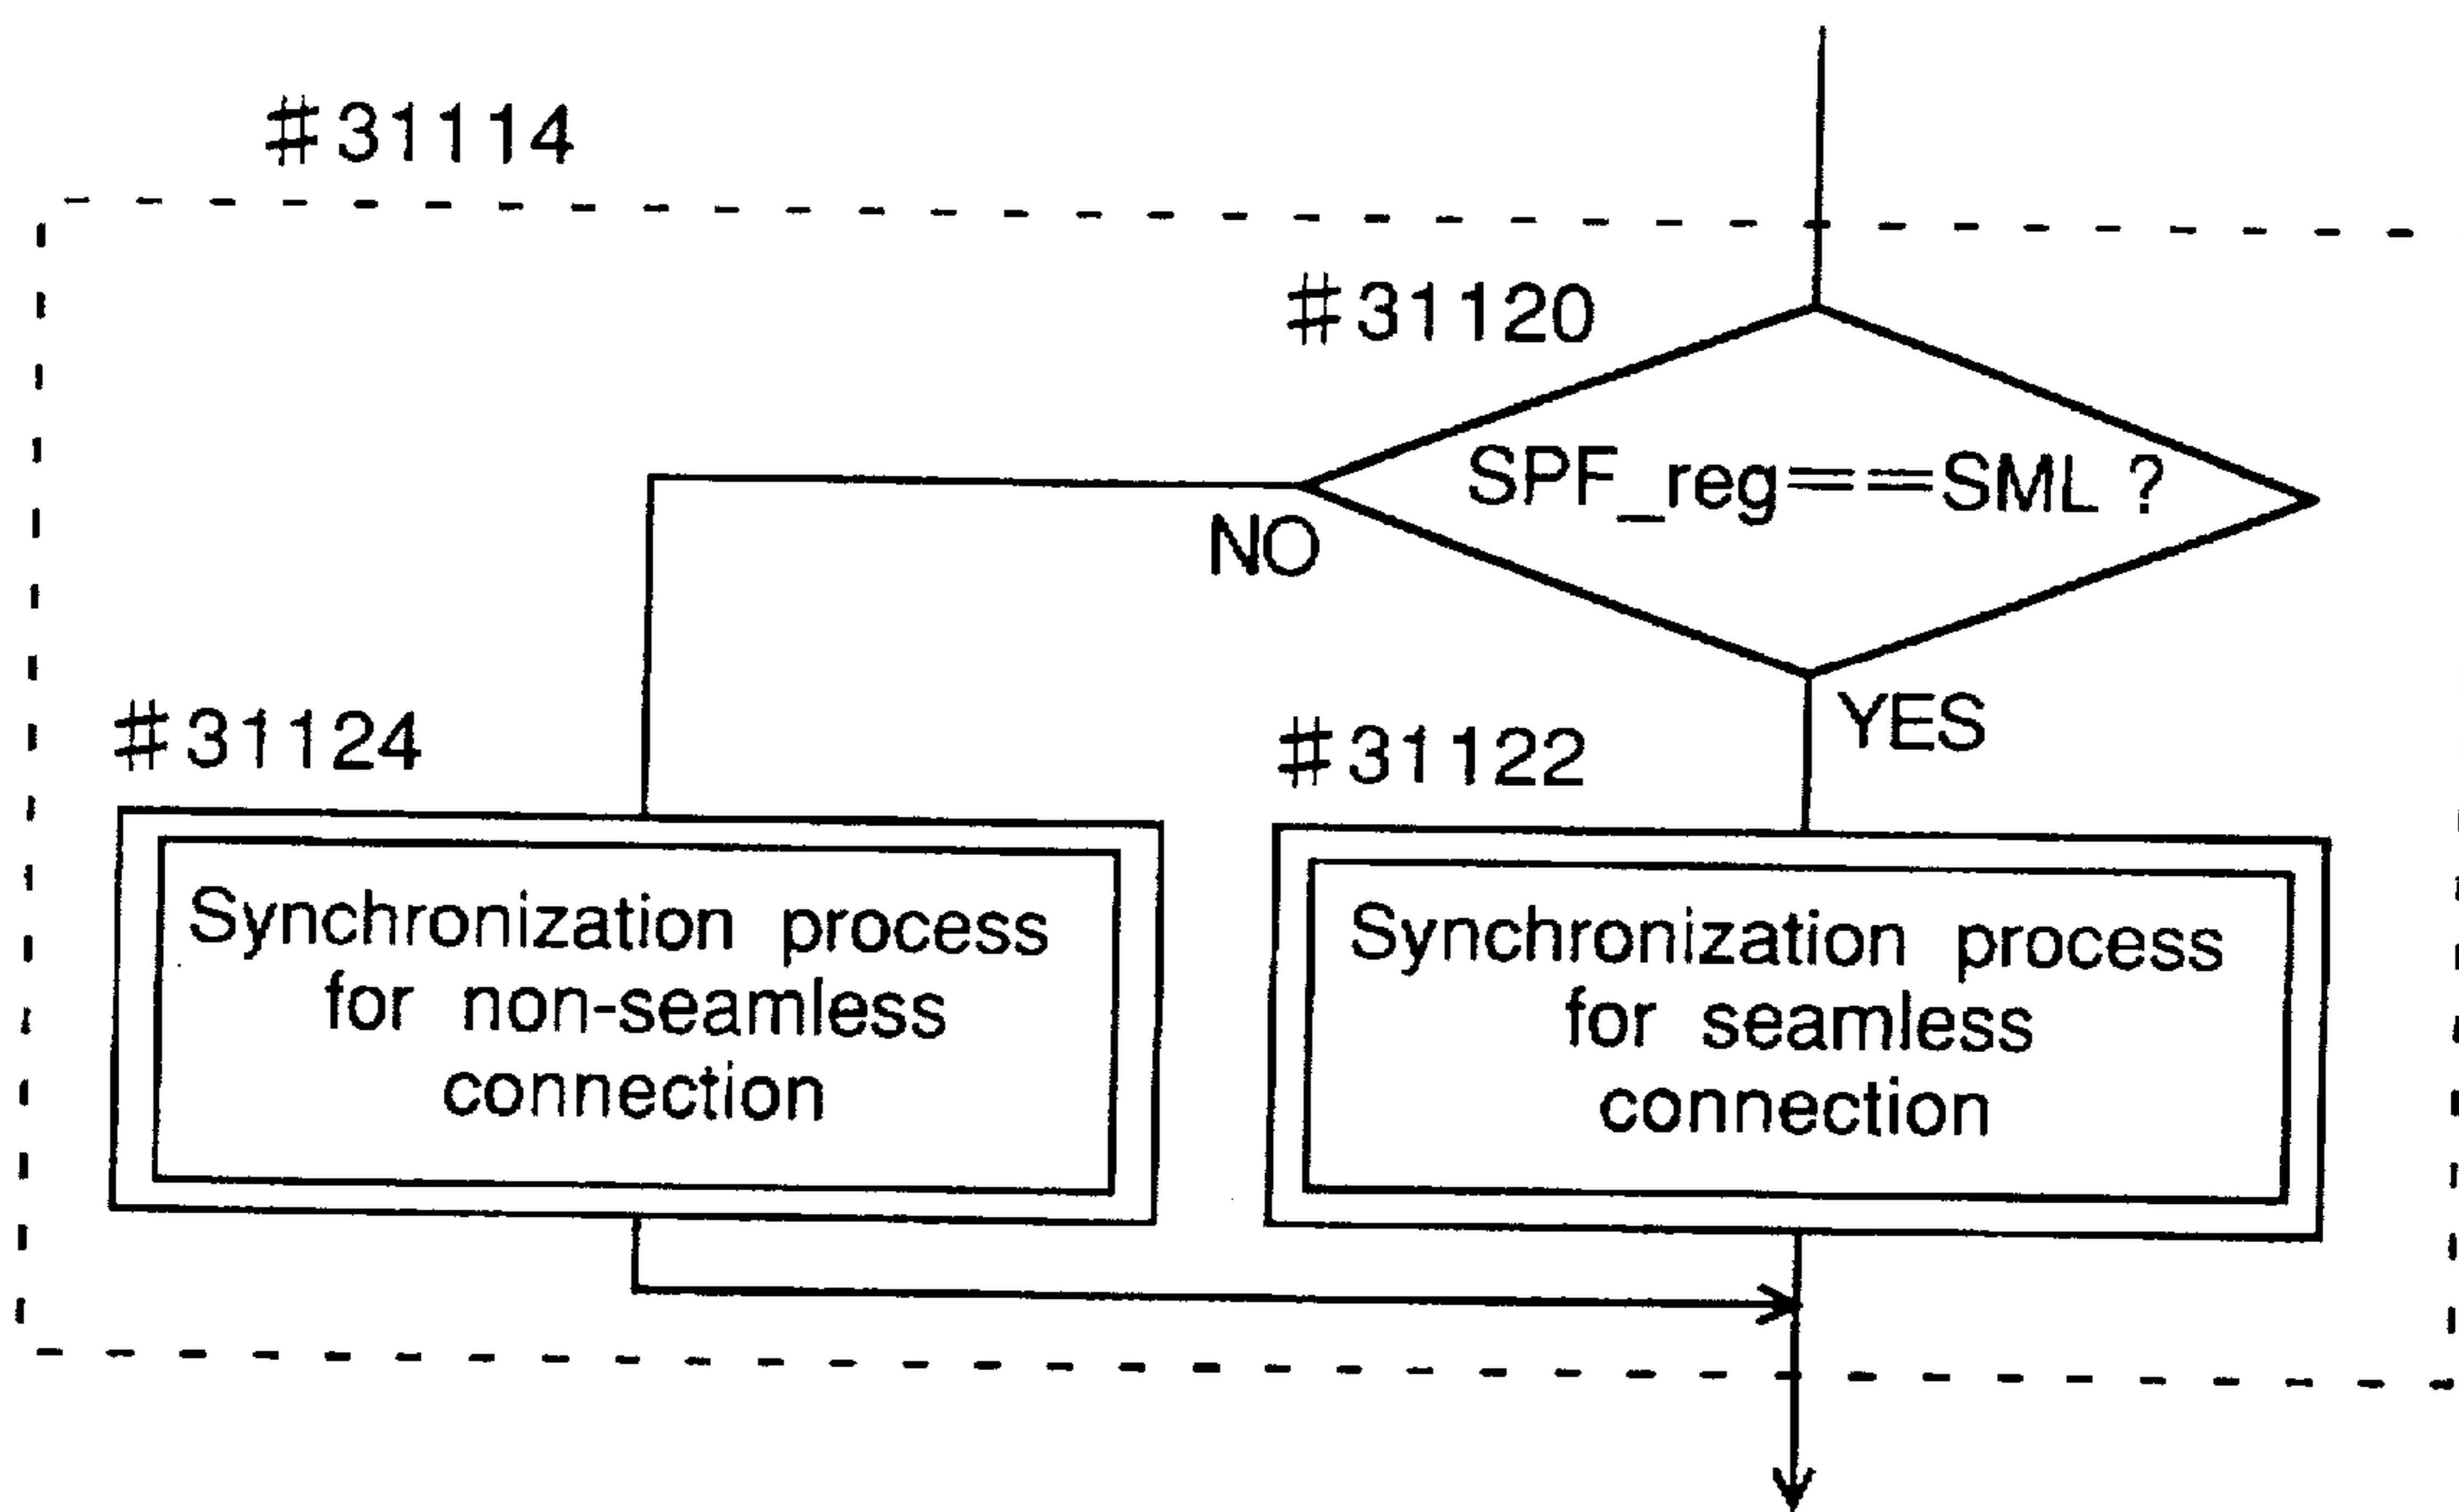 #31114
#31120
SPF_reg==SML ?
NO
YES
#31124
#31122
Synchronization process
for non-seamless
connection
Synchronization process
for seamless
connection